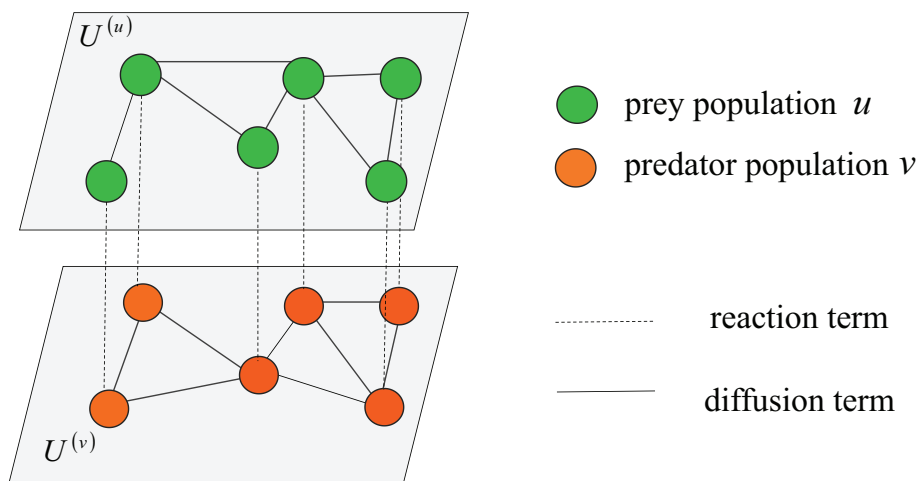 U^(u)
prey population u
predator population v
reaction term
diffusion term
U^(v)